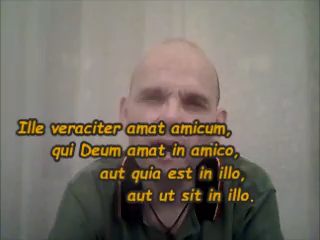 Ille veraciter amat amicum,
qui Deum amat in amico,
aut quia est in illo,
aut ut sit in illo.